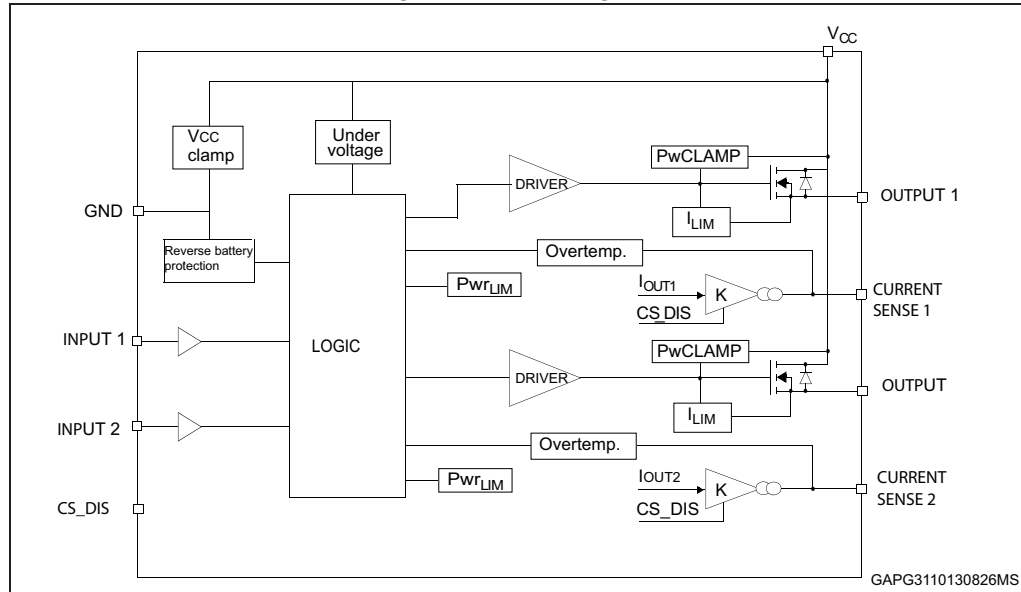 VCC
VCC
clamp
Under
voltage
PwCLAMP
DRIVER
OUTPUT 1
GND
ILIM
Reverse battery
protection
Overtemp.
PwrLIM
IOUT1
K
CURRENT
SENSE 1
CS_DIS
INPUT 1
LOGIC
PwCLAMP
DRIVER
OUTPUT
ILIM
INPUT 2
Overtemp.
PwrLIM
IOUT2
K
CURRENT
SENSE 2
CS_DIS
CS_DIS
GAPG3110130826MS